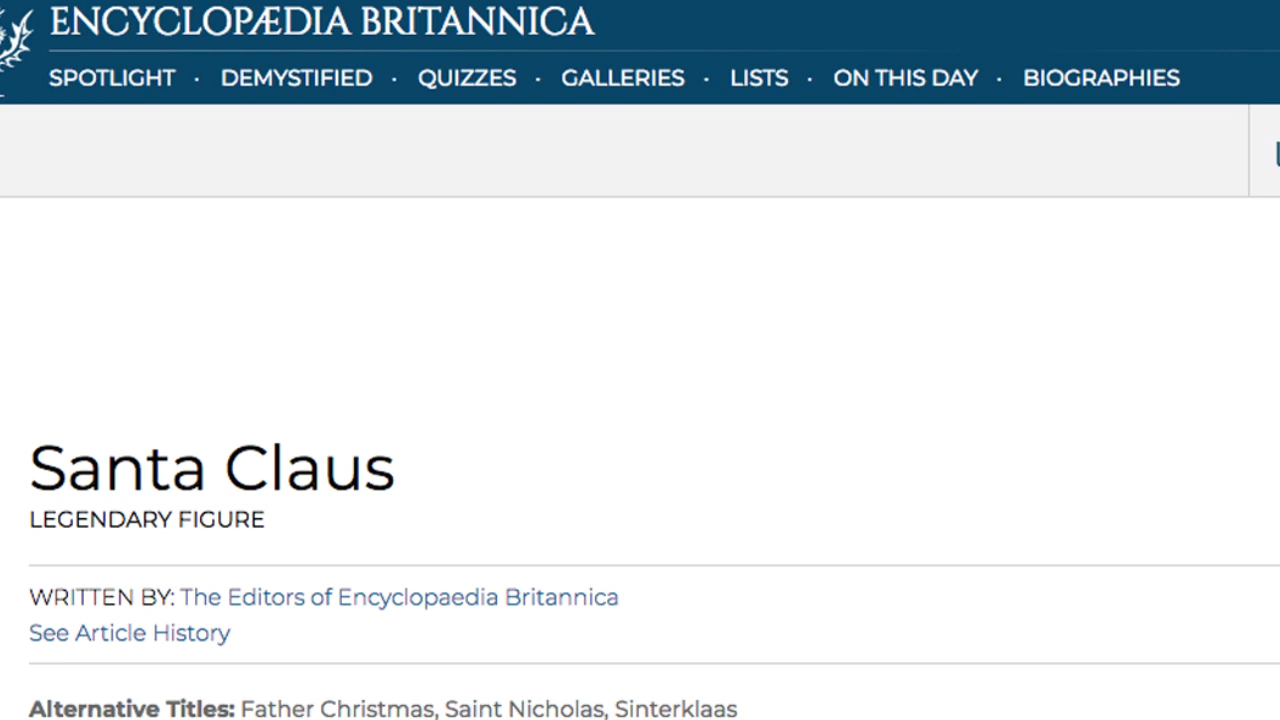 ENCYCLOPÆDIA BRITANNICA
SPOTLIGHT · DEMYSTIFIED · QUIZZES · GALLERIES · LISTS · ON THIS DAY · BIOGRAPHIES
Santa Claus
LEGENDARY FIGURE
WRITTEN BY: The Editors of Encyclopaedia Britannica
See Article History
Alternative Titles: Father Christmas, Saint Nicholas, Sinterklaas